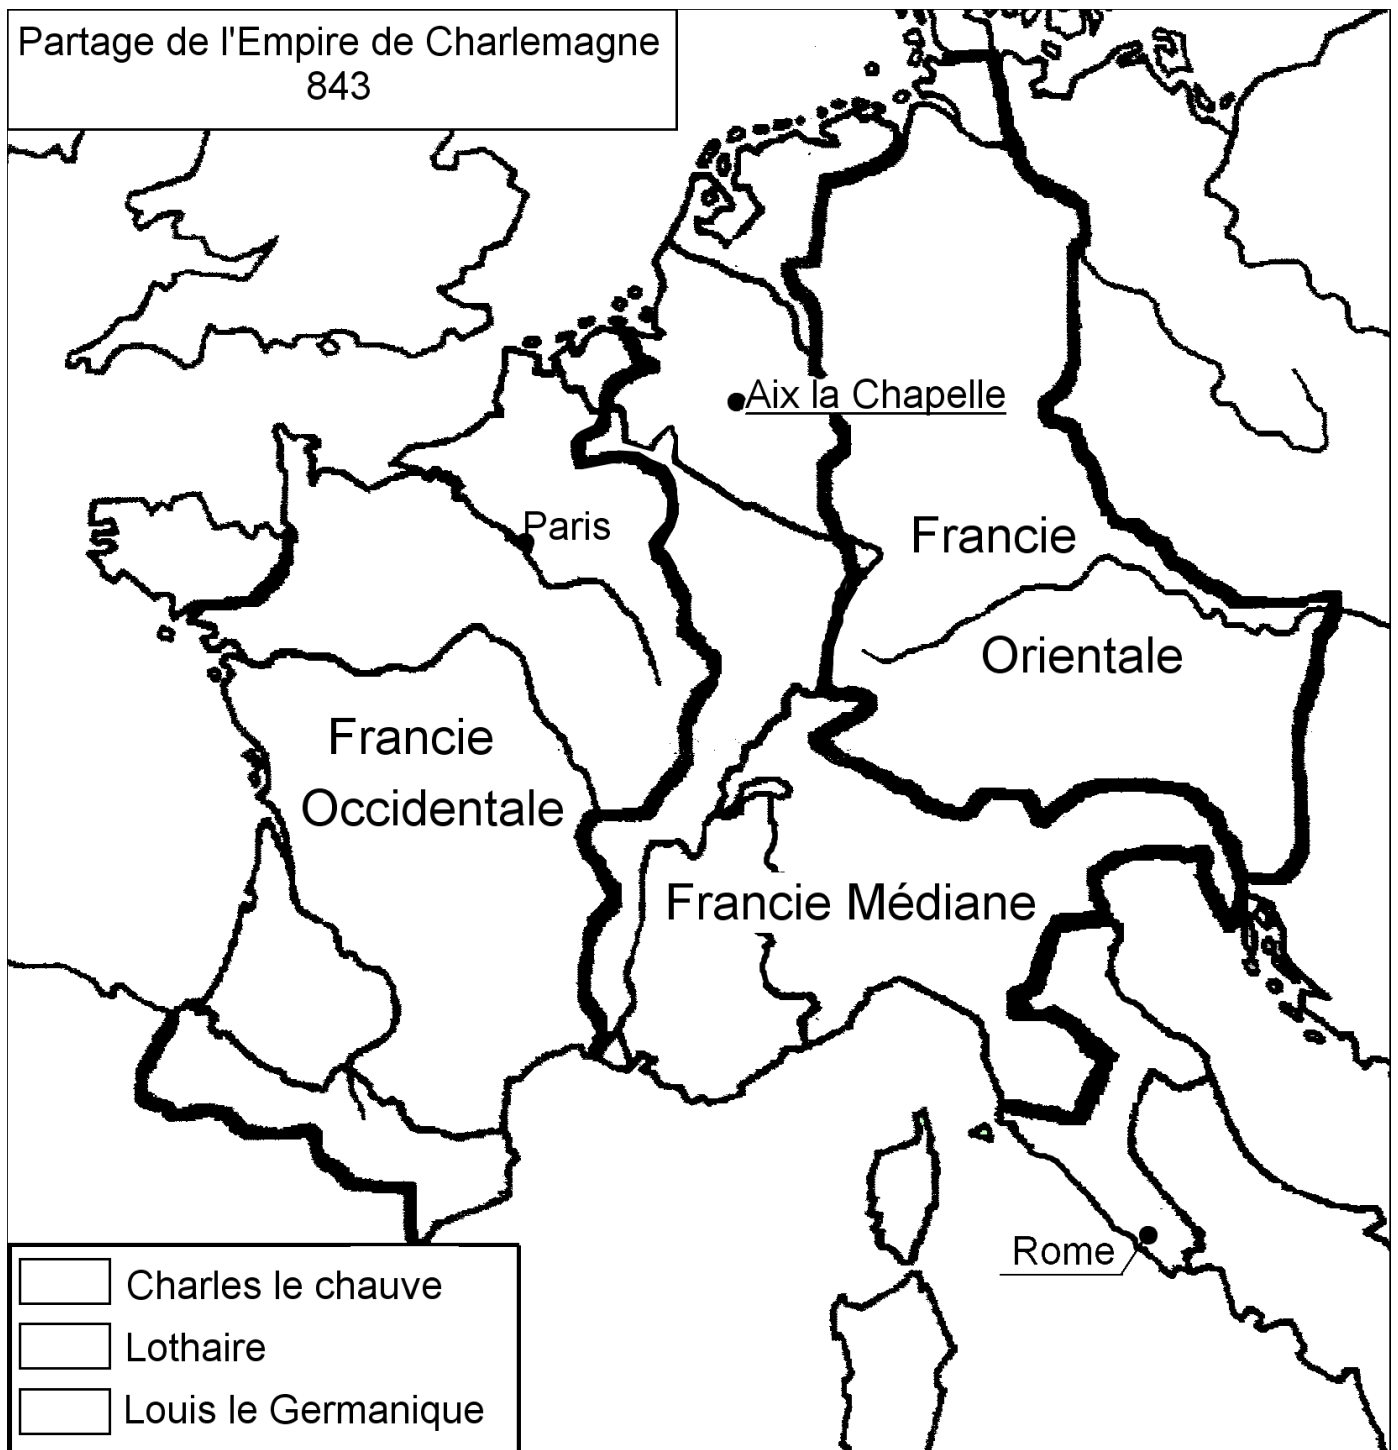 Partage de l'Empire de Charlemagne
843
Aix la Chapelle
Paris
Francie
Orientale
Francie
Occidentale
Francie Médiane
Rome
Charles le chauve
Lothaire
Louis le Germanique